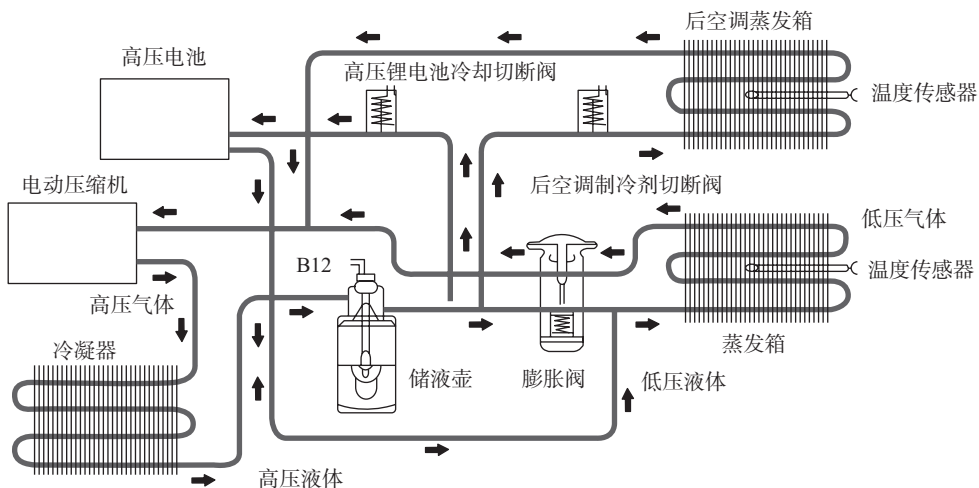 后空调蒸发箱
高压电池
高压锂电池冷却切断阀
温度传感器
电动压缩机
后空调制冷剂切断阀
低压气体
B12
温度传感器
高压气体
蒸发箱
冷凝器
储液壶
膨胀阀
低压液体
高压液体